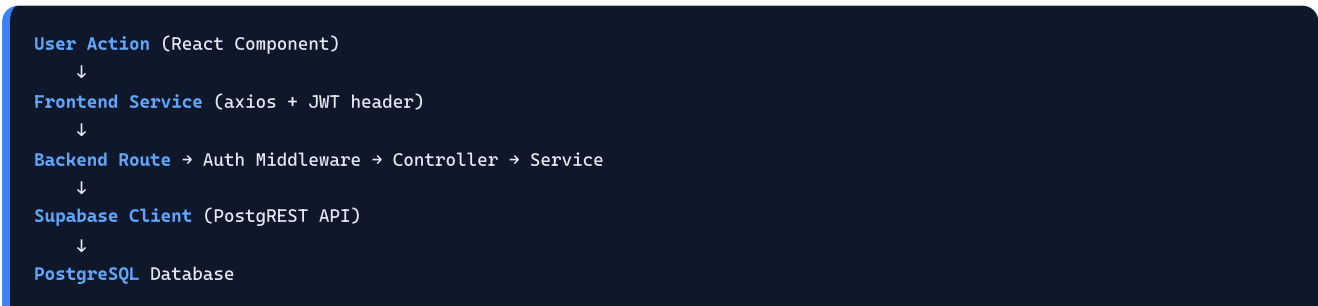 User Action (React Component)
↓
Frontend Service (axios + JWT header)
↓
Backend Route → Auth Middleware → Controller → Service
↓
Supabase Client (PostgREST API)
↓
PostgreSQL Database